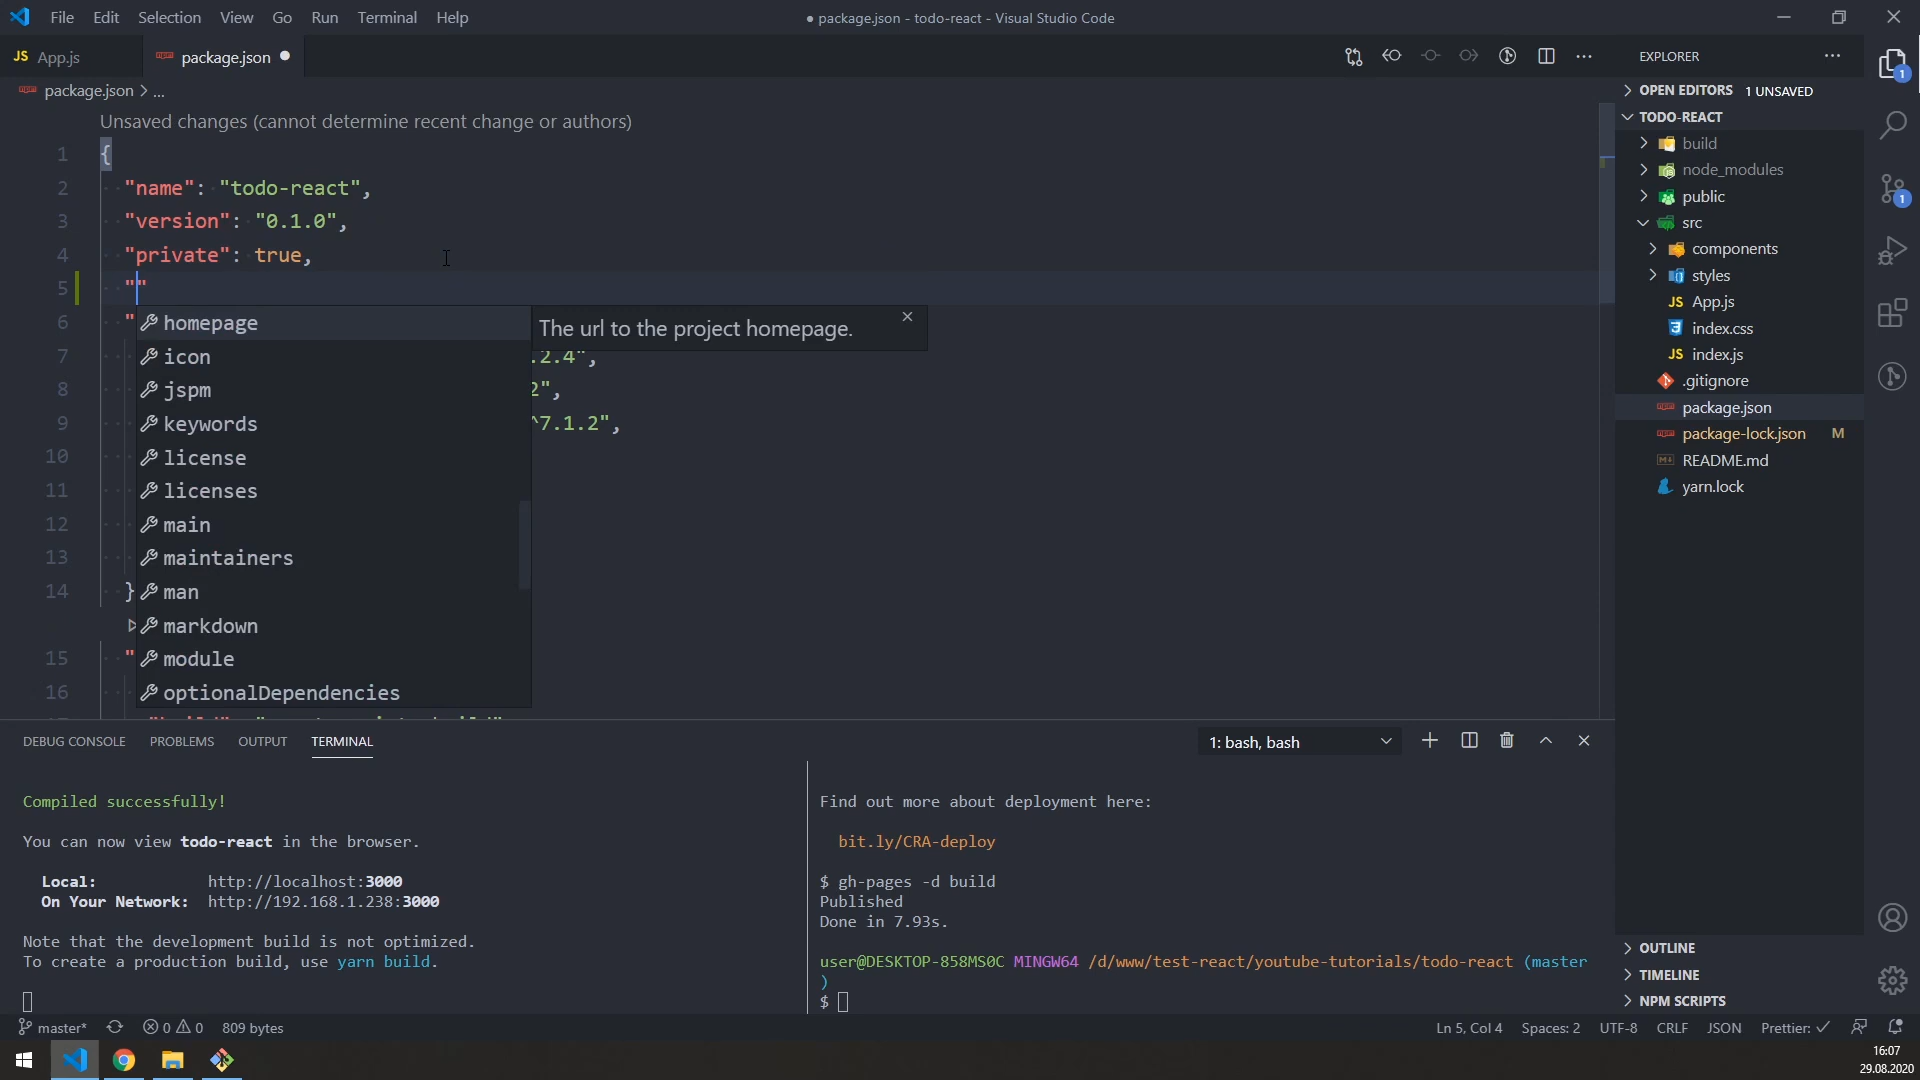 File Edit Selection View Go Run Terminal Help
● package.json - todo-react - Visual Studio Code
JS App.js
package.json ●
package.json > ...
Unsaved changes (cannot determine recent change or authors)
1 {
2 "name": "todo-react",
3 "version": "0.1.0",
4 "private": true,
5 ""
6 "
7 .2.4",
8 2",
9 ^7.1.2",
10
11
12
13
14 }
15 "
16
homepage
The url to the project homepage.
icon
jspm
keywords
license
licenses
main
maintainers
man
markdown
module
optionalDependencies
EXPLORER
OPEN EDITORS 1 UNSAVED
TODO-REACT
build
node_modules
public
src
components
styles
JS App.js
index.css
JS index.js
.gitignore
package.json
package-lock.json M
README.md
yarn.lock
OUTLINE
TIMELINE
NPM SCRIPTS
1
1
DEBUG CONSOLE PROBLEMS OUTPUT TERMINAL
1: bash, bash
Compiled successfully!
You can now view todo-react in the browser.
Local: http://localhost:3000
On Your Network: http://192.168.1.238:3000
Note that the development build is not optimized.
To create a production build, use yarn build.
Find out more about deployment here:
bit.ly/CRA-deploy
$ gh-pages -d build
Published
Done in 7.93s.
user@DESKTOP-858MS0C MINGW64 /d/www/test-react/youtube-tutorials/todo-react (master
)
$
master* 0 0 809 bytes
Ln 5, Col 4 Spaces: 2 UTF-8 CRLF JSON Prettier: ✓
16:07
29.08.2020